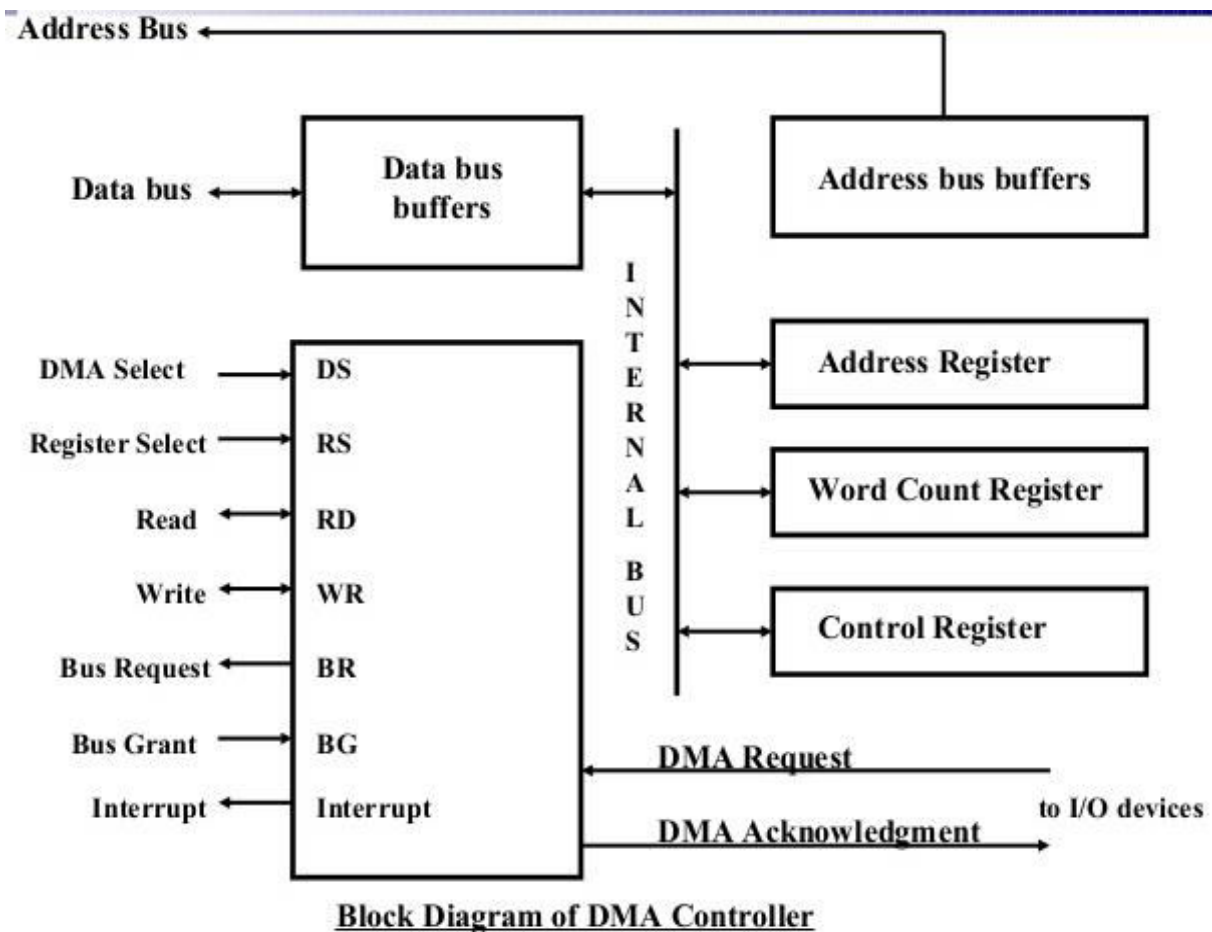 Address Bus
Data bus
Data bus
buffers
Address bus buffers
I
N
T
E
R
N
A
L
B
U
S
Address Register
Word Count Register
Control Register
DMA Select
DS
Register Select
RS
Read
RD
Write
WR
Bus Request
BR
Bus Grant
BG
Interrupt
Interrupt
DMA Request
to I/O devices
DMA Acknowledgment
Block Diagram of DMA Controller